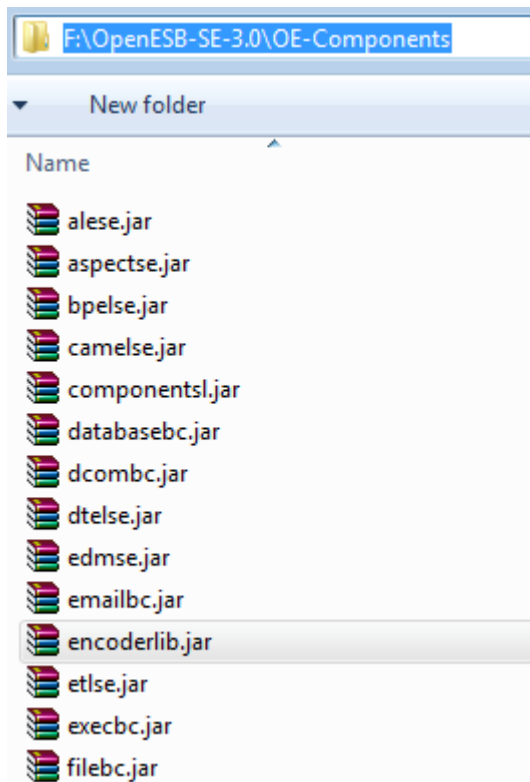 F:\OpenESB-SE-3.0\OE-Components
New folder
Name
alese.jar
aspectse.jar
bpelse.jar
camelse.jar
componentsl.jar
databasebc.jar
dcombc.jar
dtelse.jar
edmse.jar
emailbc.jar
encoderlib.jar
etlse.jar
execbc.jar
filebc.jar